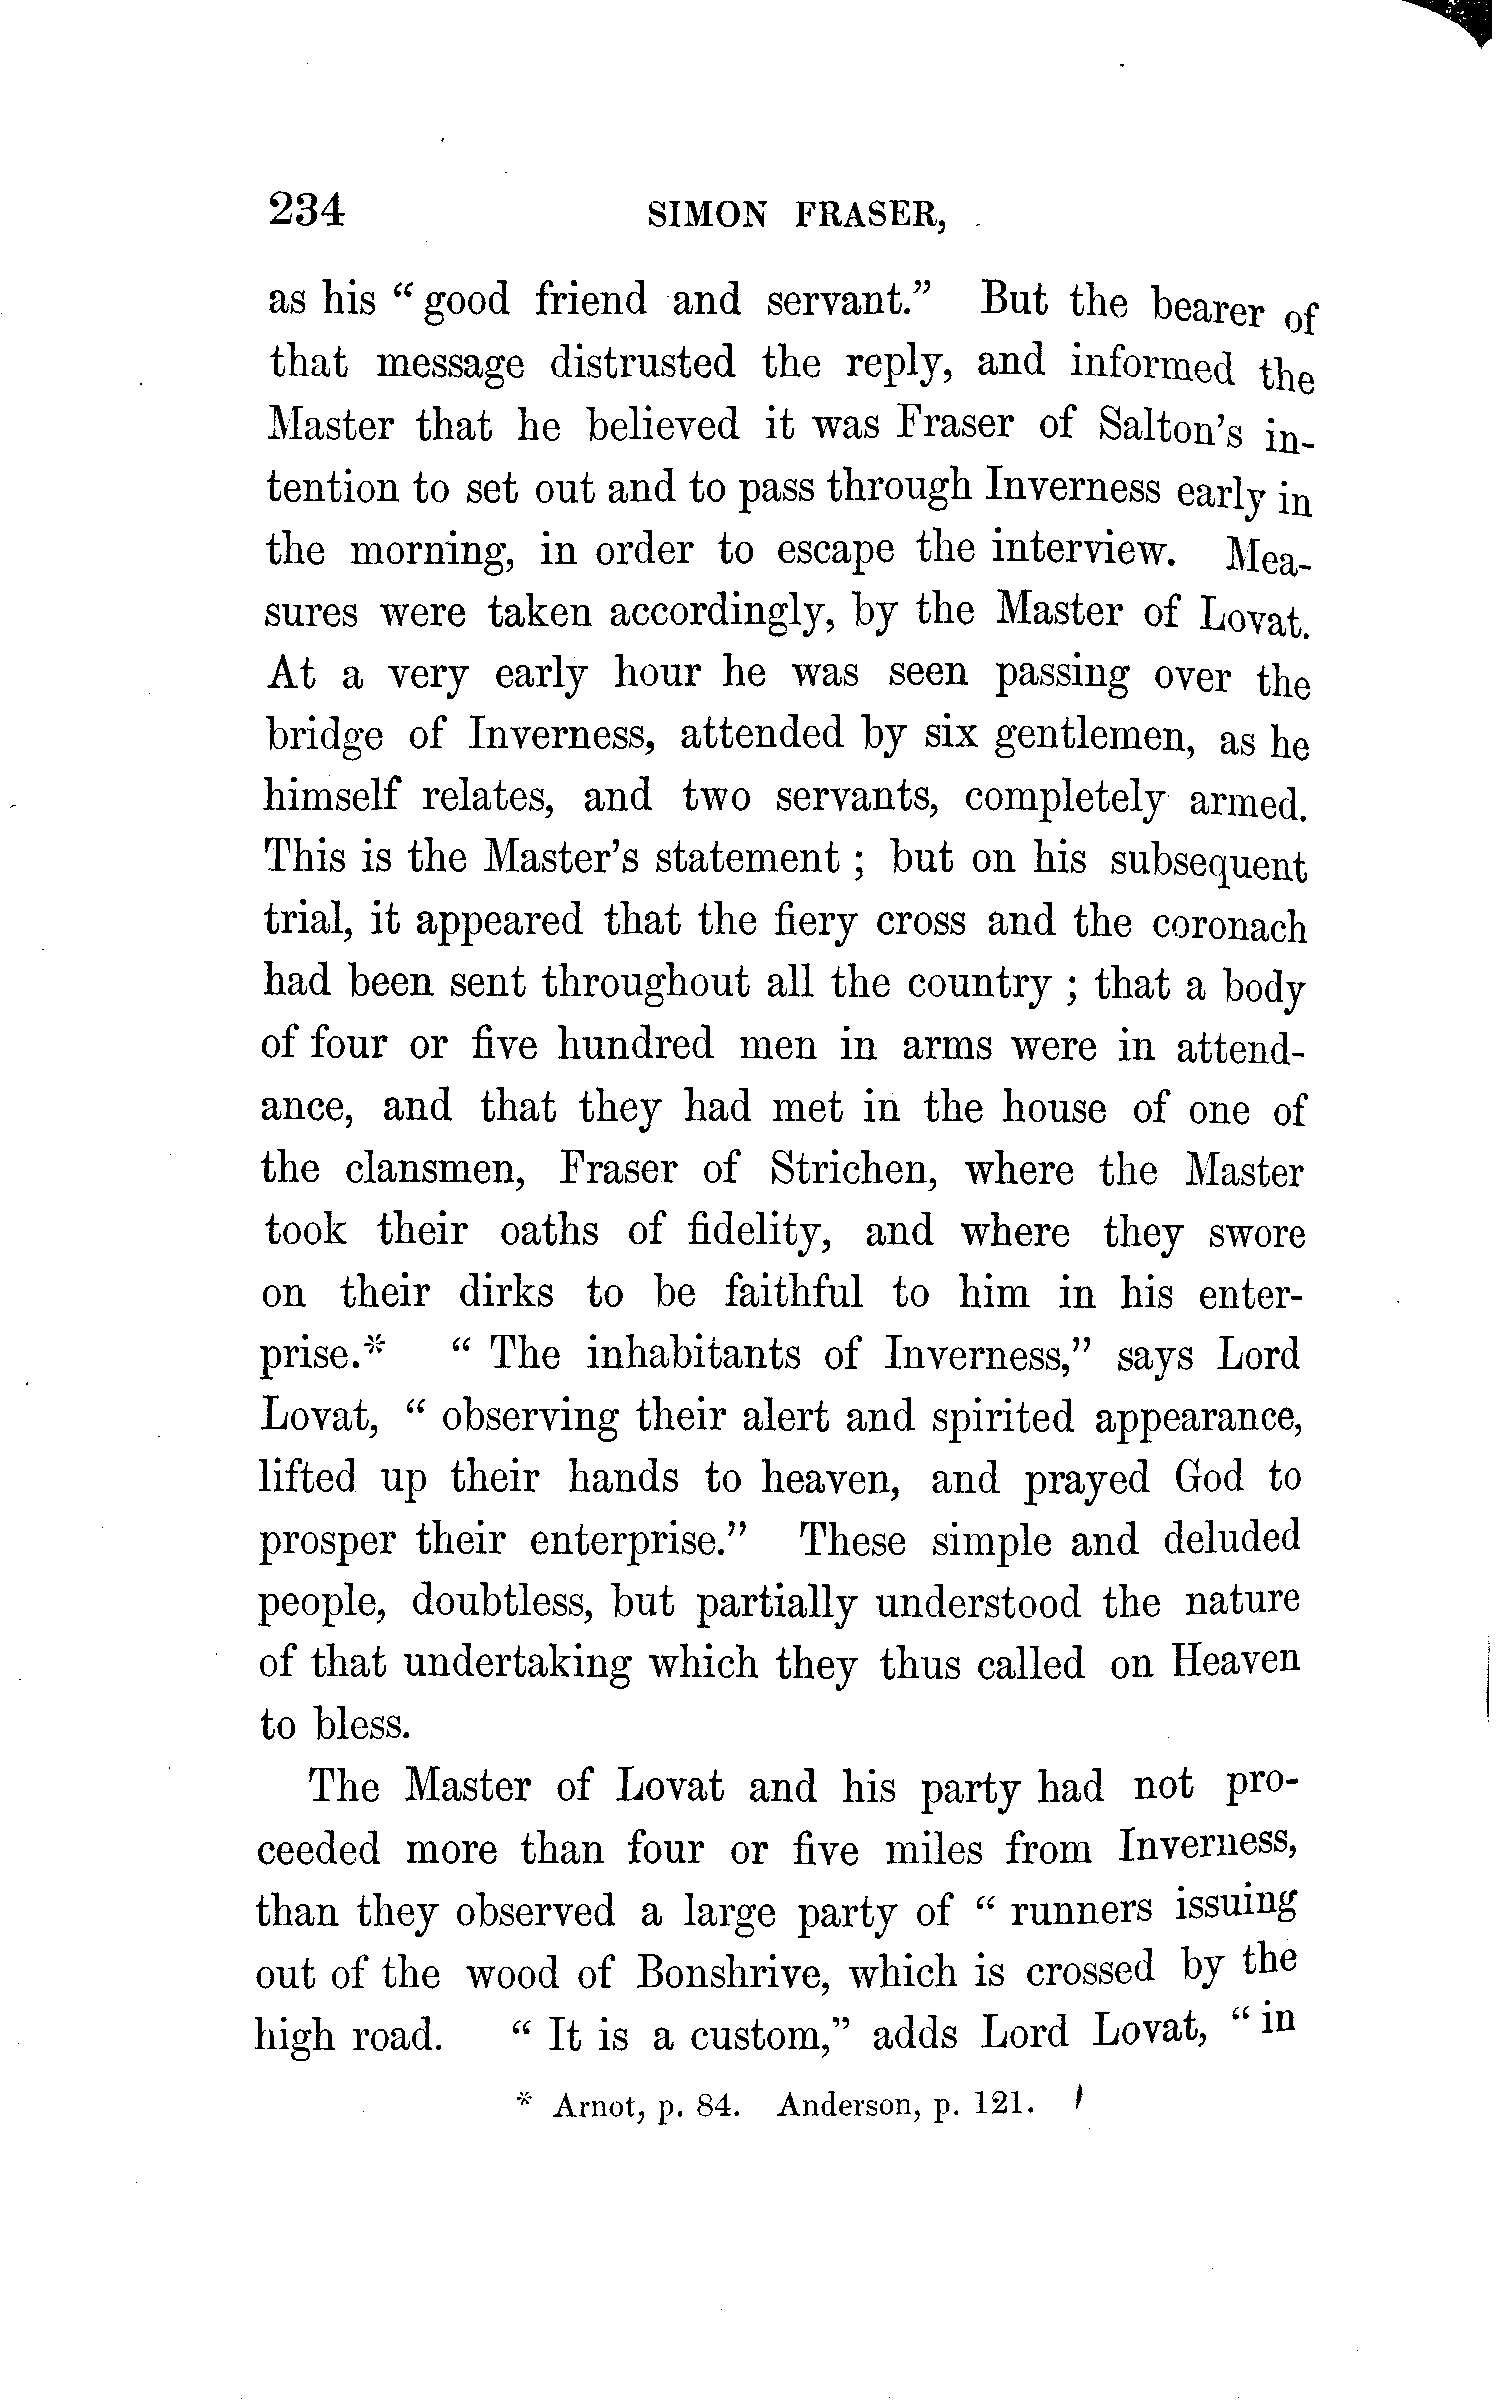 234 SIMON FRASER,
as his " good friend and servant." But the bearer of
that message distrusted the reply, and informed the
Master that he believed it was Fraser of Salton's in-
tention to set out and to pass through Inverness early in
the morning, in order to escape the interview. Mea-
sures were taken accordingly, by the Master of Lovat.
At a very early hour he was seen passing over the
bridge of Inverness, attended by six gentlemen, as he
himself relates, and two servants, completely armed.
This is the Master's statement ; but on his subsequent
trial, it appeared that the fiery cross and the coronach
had been sent throughout all the country ; that a body
of four or five hundred men in arms were in attend-
ance, and that they had met in the house of one of
the clansmen, Fraser of Strichen, where the Master
took their oaths of fidelity, and where they swore
on their dirks to be faithful to him in his enter-
prise.* " The inhabitants of Inverness," says Lord
Lovat, " observing their alert and spirited appearance,
lifted up their hands to heaven, and prayed God to
prosper their enterprise." These simple and deluded
people, doubtless, but partially understood the nature
of that undertaking which they thus called on Heaven
to bless.
The Master of Lovat and his party had not pro-
ceeded more than four or five miles from Inverness,
than they observed a large party of " runners issuing
out of the wood of Bonshrive, which is crossed by the
high road. " It is a custom," adds Lord Lovat, " in
* Arnot, p. 84. Anderson, p. 121.